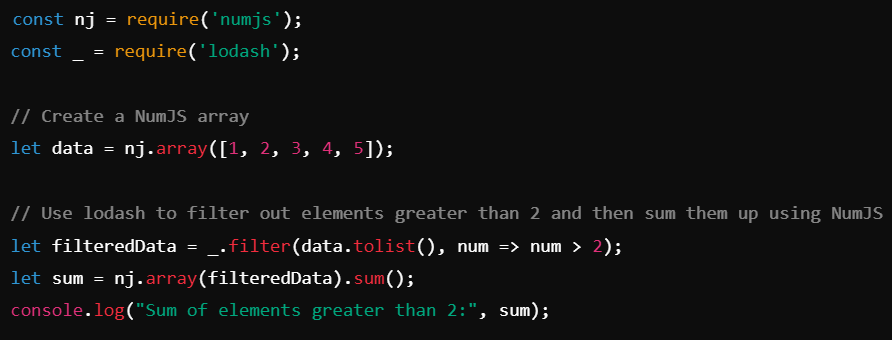 const nj = require('numjs');
const _ = require('lodash');
// Create a NumJS array
let data = nj.array([1, 2, 3, 4, 5]);
// Use lodash to filter out elements greater than 2 and then sum them up using NumJS
let filteredData = _.filter(data.tolist(), num => num > 2);
let sum = nj.array(filteredData).sum();
console.log("Sum of elements greater than 2:", sum);